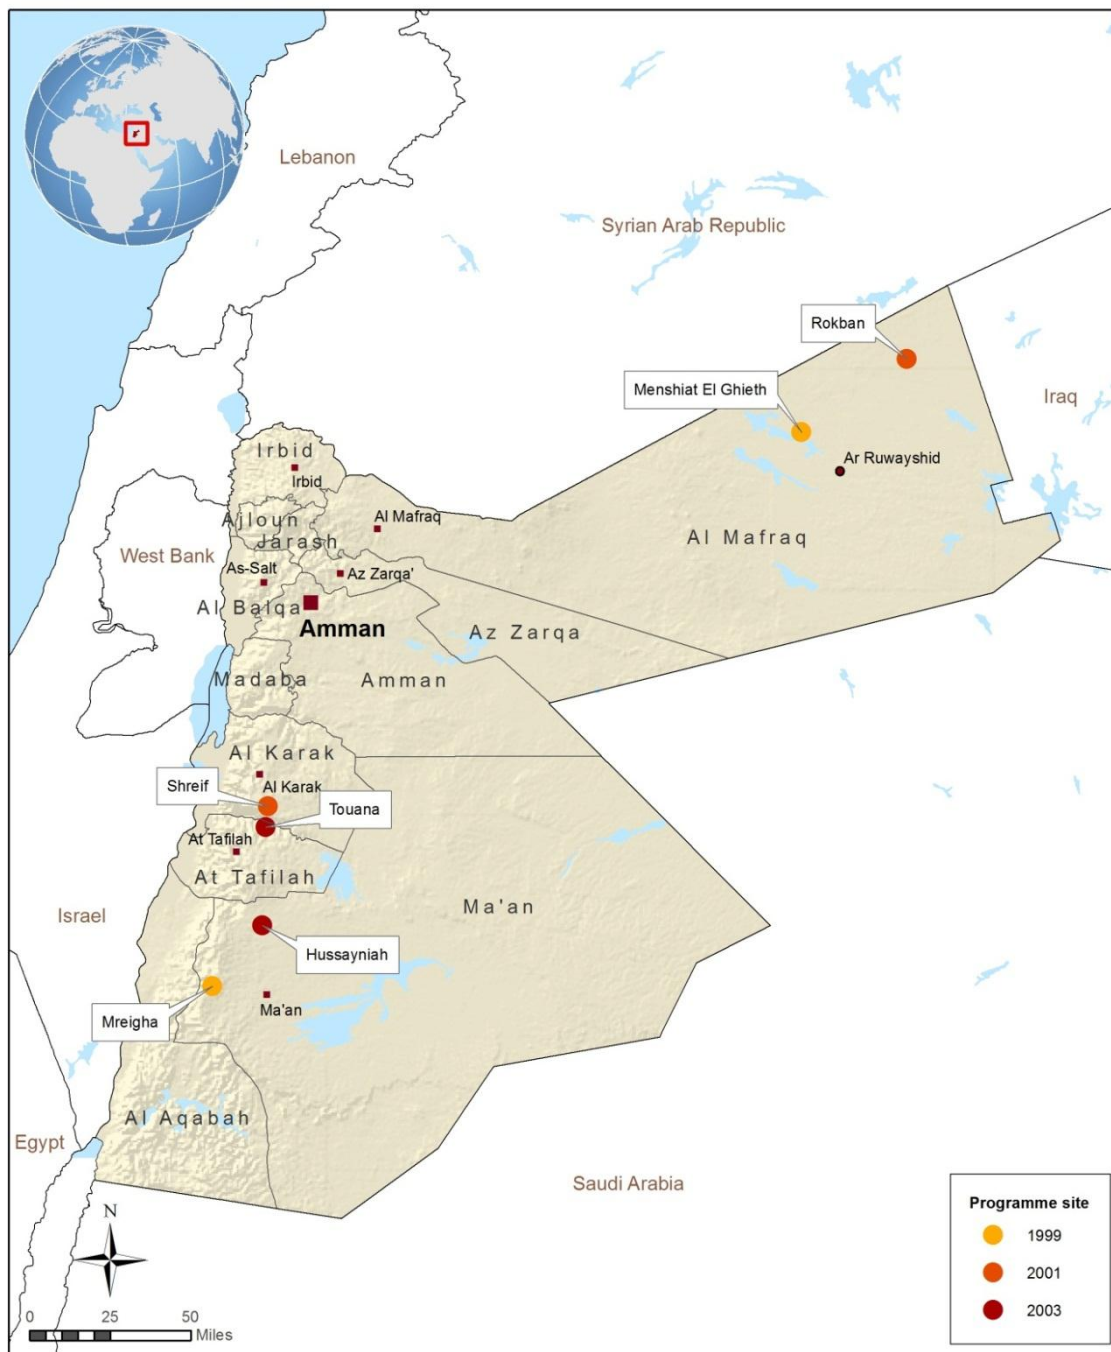 Lebanon
Syrian Arab Republic
Rokban
Menshiat El Ghieth
Iraq
Irbid
Irbid
Ar Ruwayshid
Ajloun
Al Mafraq
Jarash
Al Mafraq
West Bank
As-Salt
Az Zarqa'
Al Balqa
Amman
Az Zarqa
Madaba
Amman
Al Karak
Shreif
Al Karak
Touana
At Tafilah
At Tafilah
Ma'an
Israel
Hussayniah
Mreigha
Ma'an
Al Aqabah
Egypt
Saudi Arabia
N
0 25 50
Miles
Programme site
1999
2001
2003